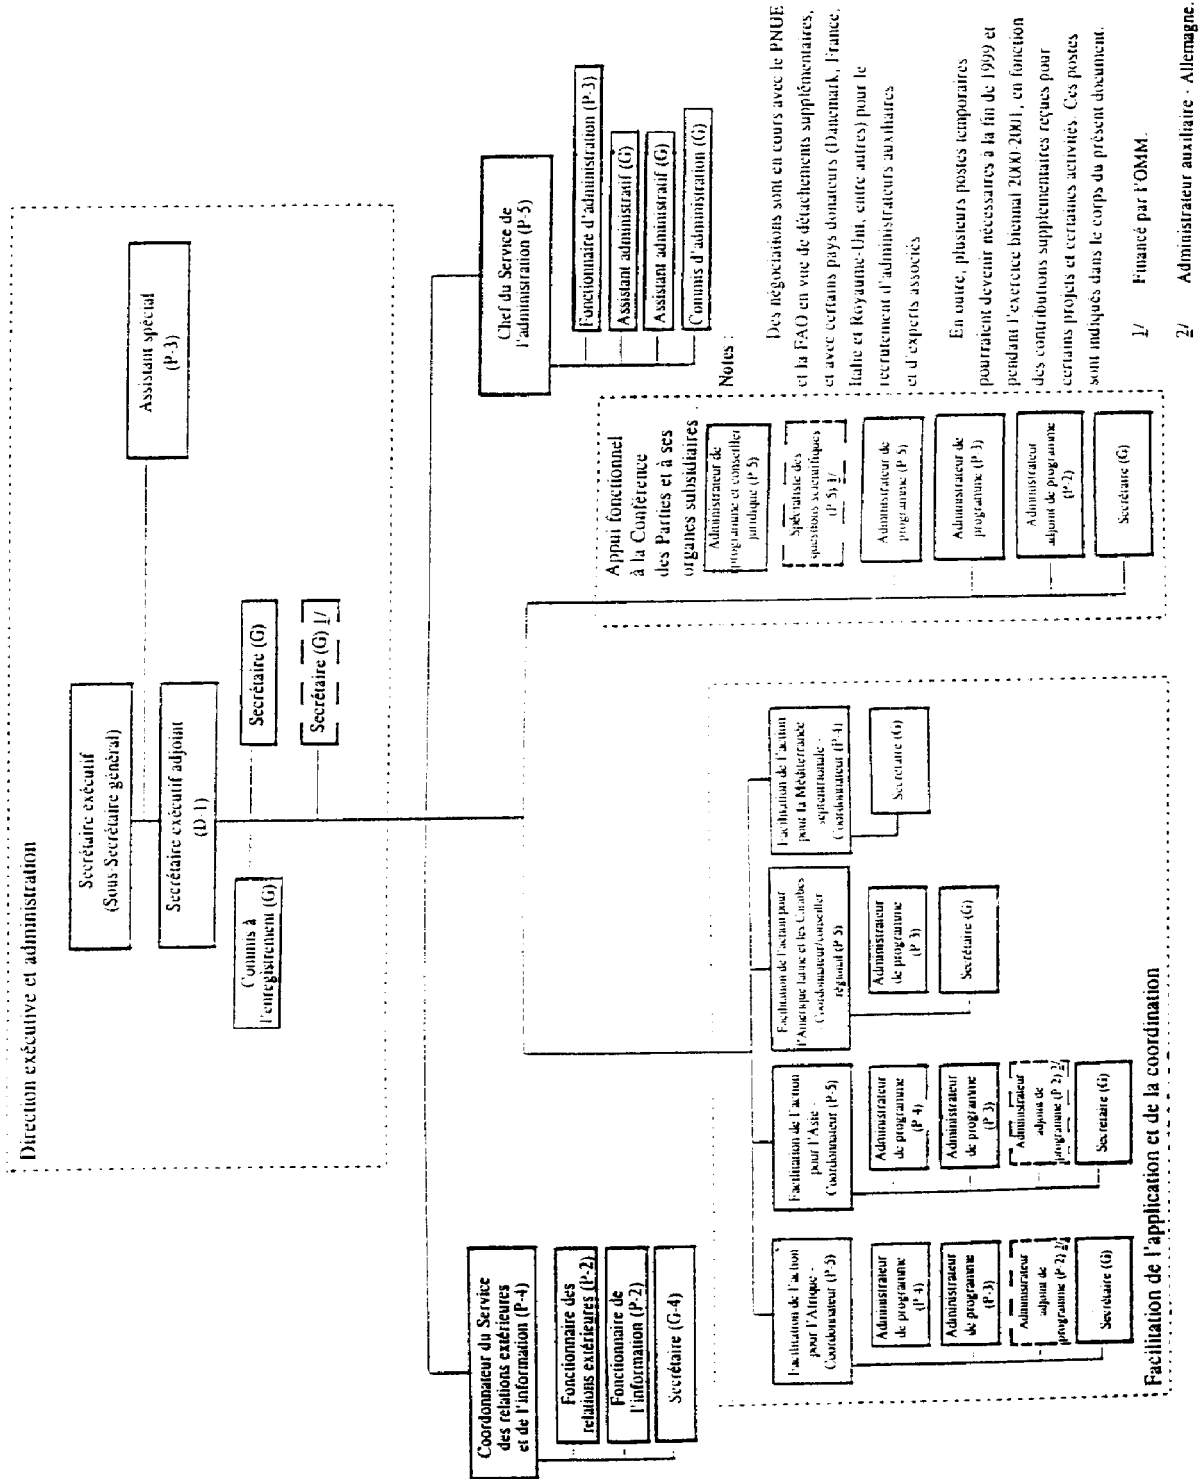 Direction exécutive et administration
Secrétaire exécutif
(Sous-Secrétaire général)
Assistant spécial
(P-3)
Secrétaire exécutif adjoint
(D-1)
Commis à
l'enregistrement (G)
Secrétaire (G)
Secrétaire (G) 1/
Coordonnateur du Service
des relations extérieures
et de l'information (P-4)
Fonctionnaire des
relations extérieures (P-2)
Fonctionnaire de
l'information (P-2)
Secrétaire (G-4)
Chef du Service de
l'administration (P-5)
Fonctionnaire d'administration (P-3)
Assistant administratif (G)
Assistant administratif (G)
Commis d'administration (G)
Facilitation de l'action
pour l'Afrique -
Coordonnateur (P-5)
Administrateur
de programme
(P-4)
Administrateur
de programme
(P-3)
Administrateur
adjoint de
programme (P-2) 2/
Secrétaire (G)
Facilitation de l'action
pour l'Asie -
Coordonnateur (P-5)
Administrateur
de programme
(P-4)
Administrateur
de programme
(P-3)
Administrateur
adjoint de
programme (P-2) 2/
Secrétaire (G)
Facilitation de l'action pour
l'Amérique latine et les Caraïbes
- Coordonnateur/conseiller
régional (P-5)
Administrateur
de programme
(P-3)
Secrétaire (G)
Facilitation de l'action
pour la Méditerranée
septentrionale -
Coordonnateur (P-4)
Secrétaire (G)
Facilitation de l'application et de la coordination
Appui fonctionnel
à la Conférence
des Parties et à ses
organes subsidiaires
Administrateur de
programme et conseiller
juridique (P-5)
Spécialiste des
questions scientifiques
(P-5) 1/
Administrateur de
programme (P-5)
Administrateur de
programme (P-3)
Administrateur
adjoint de programme
(P-2)
Secrétaire (G)
Notes :
Des négociations sont en cours avec le PNUE
et la FAO en vue de détachements supplémentaires,
et avec certains pays donateurs (Danemark, France,
Italie et Royaume-Uni, entre autres) pour le
recrutement d'administrateurs auxiliaires
et d'experts associés
En outre, plusieurs postes temporaires
pourraient devenir nécessaires à la fin de 1999 et
pendant l'exercice biennal 2000-2001, en fonction
des contributions supplémentaires reçues pour
certains projets et certaines activités. Ces postes
sont indiqués dans le corps du présent document.
1/ Financé par l'OMM.
2/ Administrateur auxiliaire - Allemagne.